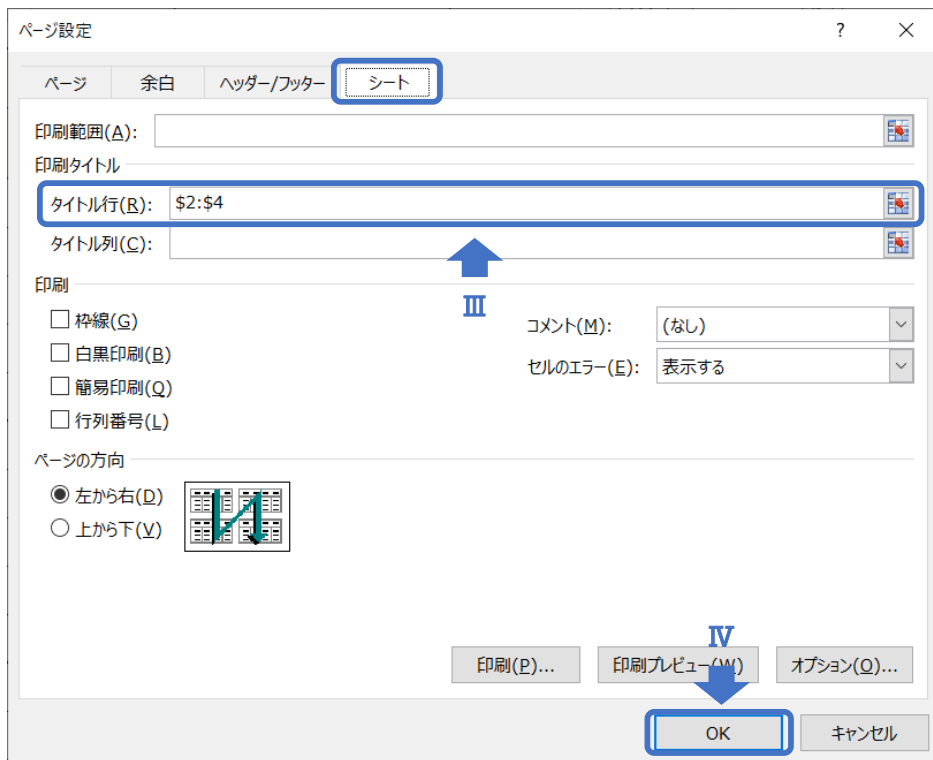 ページ設定 ?
ページ 余白 ヘッダー/フッター シート
印刷範囲(A):
印刷タイトル
タイトル行(R): $2:$4
タイトル列(C):
Ⅲ
印刷
枠線(G)
白黒印刷(B)
簡易印刷(Q)
行列番号(L)
コメント(M): (なし)
セルのエラー(E): 表示する
ページの方向
左から右(D)
上から下(V)
Ⅳ
印刷(P)... 印刷プレビュー(W) オプション(O)...
OK キャンセル